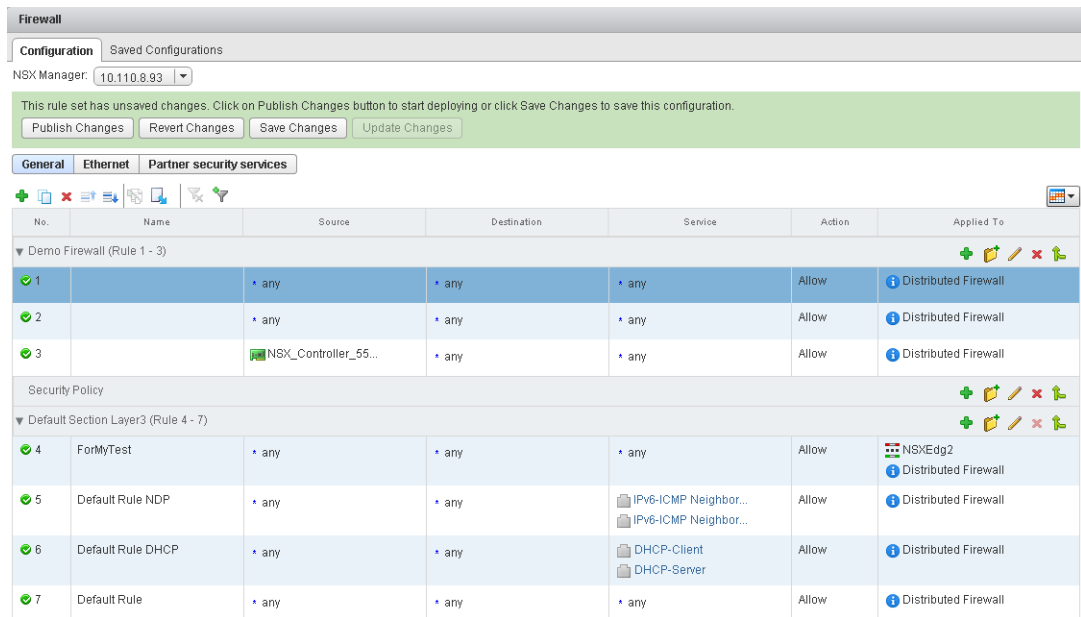 Firewall
Configuration Saved Configurations
NSX Manager: 10.110.8.93
This rule set has unsaved changes. Click on Publish Changes button to start deploying or click Save Changes to save this configuration.
Publish Changes Revert Changes Save Changes Update Changes
General Ethernet Partner security services
No. Name Source Destination Service Action Applied To
Demo Firewall (Rule 1 - 3)
1 * any * any * any Allow Distributed Firewall
2 * any * any * any Allow Distributed Firewall
3 NSX_Controller_55... * any * any Allow Distributed Firewall
Security Policy
Default Section Layer3 (Rule 4 - 7)
4 ForMyTest * any * any * any Allow NSXEdg2
Distributed Firewall
5 Default Rule NDP * any * any IPv6-ICMP Neighbor... Allow Distributed Firewall
IPv6-ICMP Neighbor...
6 Default Rule DHCP * any * any DHCP-Client Allow Distributed Firewall
DHCP-Server
7 Default Rule * any * any * any Allow Distributed Firewall